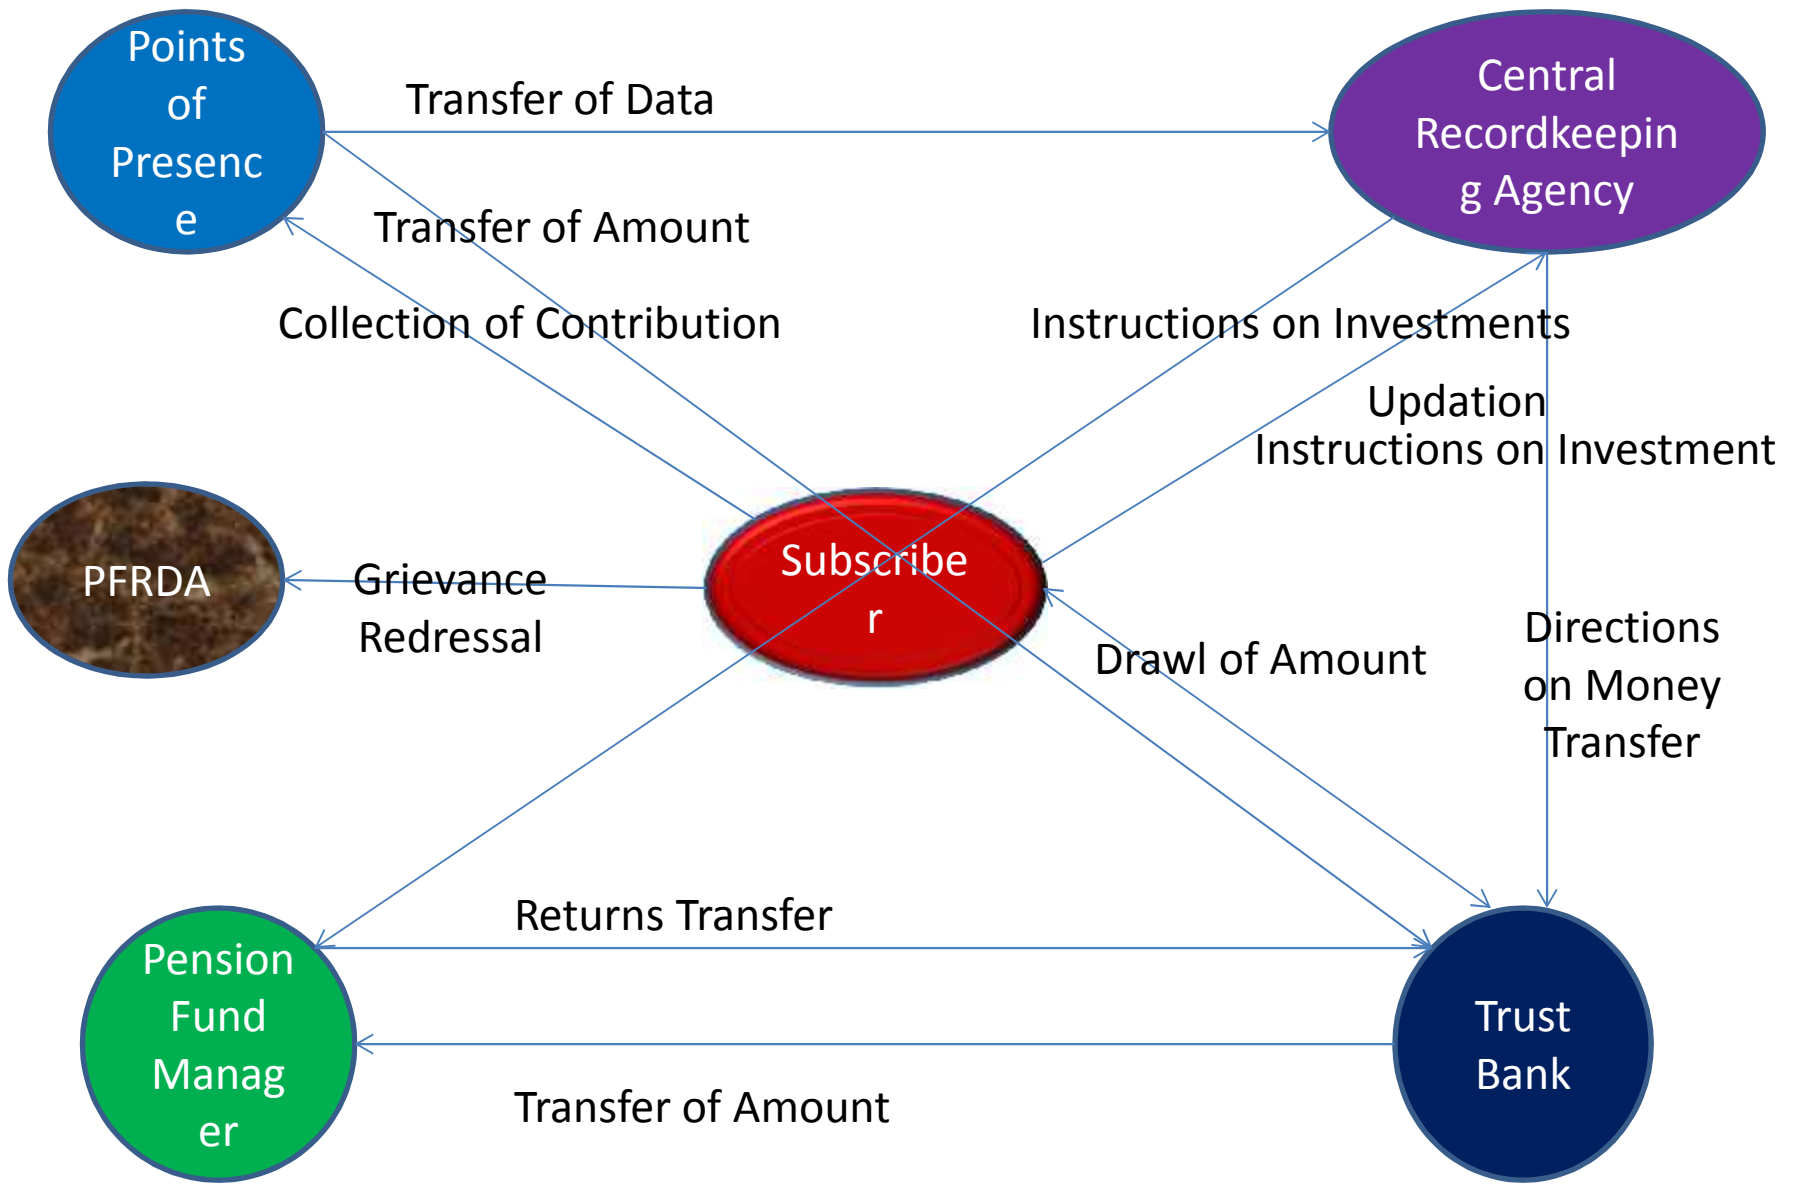 Points
of
Presenc
e
Transfer of Data
Central
Recordkeepin
g Agency
Transfer of Amount
Collection of Contribution
Instructions on Investments
Updation
Instructions on Investment
PFRDA
Grievance
Redressal
Subscribe
r
Drawl of Amount
Directions
on Money
Transfer
Returns Transfer
Pension
Fund
Manag
er
Trust
Bank
Transfer of Amount